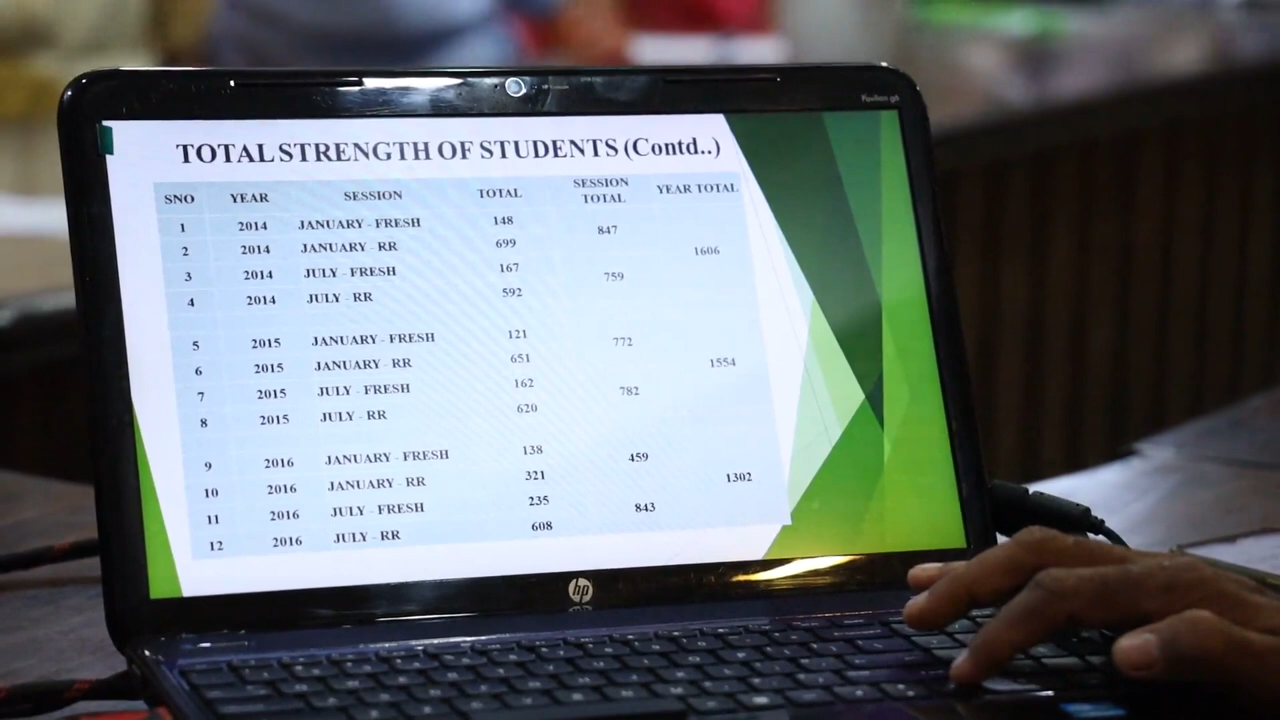 Pavilion g6
TOTAL STRENGTH OF STUDENTS (Contd..)
SNO YEAR SESSION TOTAL SESSION TOTAL YEAR TOTAL
1 2014 JANUARY - FRESH 148 847
2 2014 JANUARY - RR 699 1606
3 2014 JULY - FRESH 167 759
4 2014 JULY - RR 592
5 2015 JANUARY - FRESH 121 772
6 2015 JANUARY - RR 651 1554
7 2015 JULY - FRESH 162 782
8 2015 JULY - RR 620
9 2016 JANUARY - FRESH 138 459
10 2016 JANUARY - RR 321 1302
11 2016 JULY - FRESH 235 843
12 2016 JULY - RR 608
hp